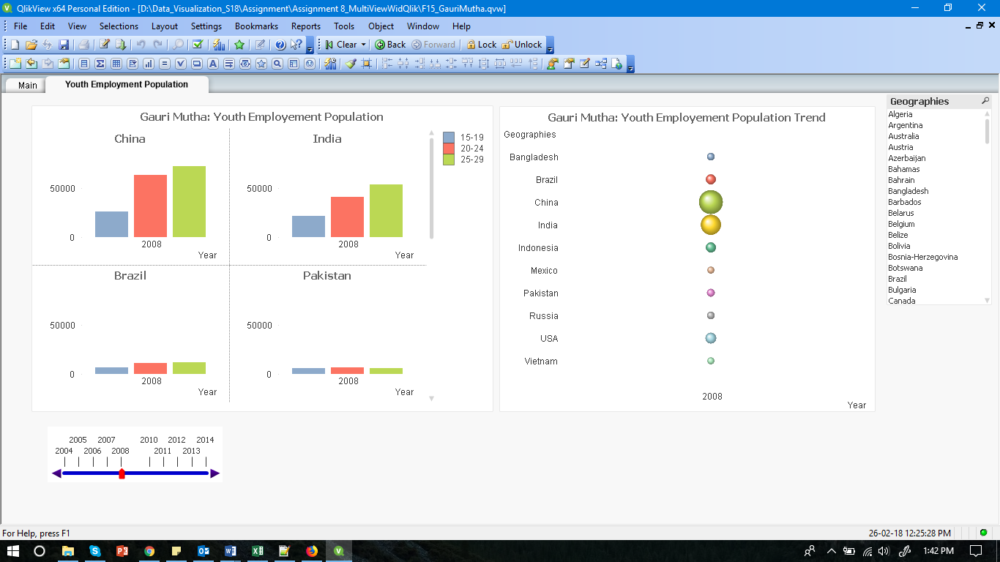 QlikView x64 Personal Edition - [D:\Data_Visualization_S18\Assignment\Assignment 8_MultiViewWidQlik\F15_GauriMutha.qvw]
File Edit View Selections Layout Settings Bookmarks Reports Tools Object Window Help
Clear Back Forward Lock Unlock
Main Youth Employment Population
Gauri Mutha: Youth Employement Population
China
50000
0
2008
Year
India
50000
0
2008
Year
15-19
20-24
25-29
Brazil
50000
0
2008
Year
Pakistan
50000
0
2008
Year
Gauri Mutha: Youth Employement Population Trend
Geographies
Bangladesh
Brazil
China
India
Indonesia
Mexico
Pakistan
Russia
USA
Vietnam
2008
Year
Geographies
Algeria
Argentina
Australia
Austria
Azerbaijan
Bahamas
Bahrain
Bangladesh
Barbados
Belarus
Belgium
Belize
Bolivia
Bosnia-Herzegovina
Botswana
Brazil
Bulgaria
Canada
2005 2007 2010 2012 2014
2004 2006 2008 2011 2013
For Help, press F1 26-02-18 12:25:28 PM
1:42 PM